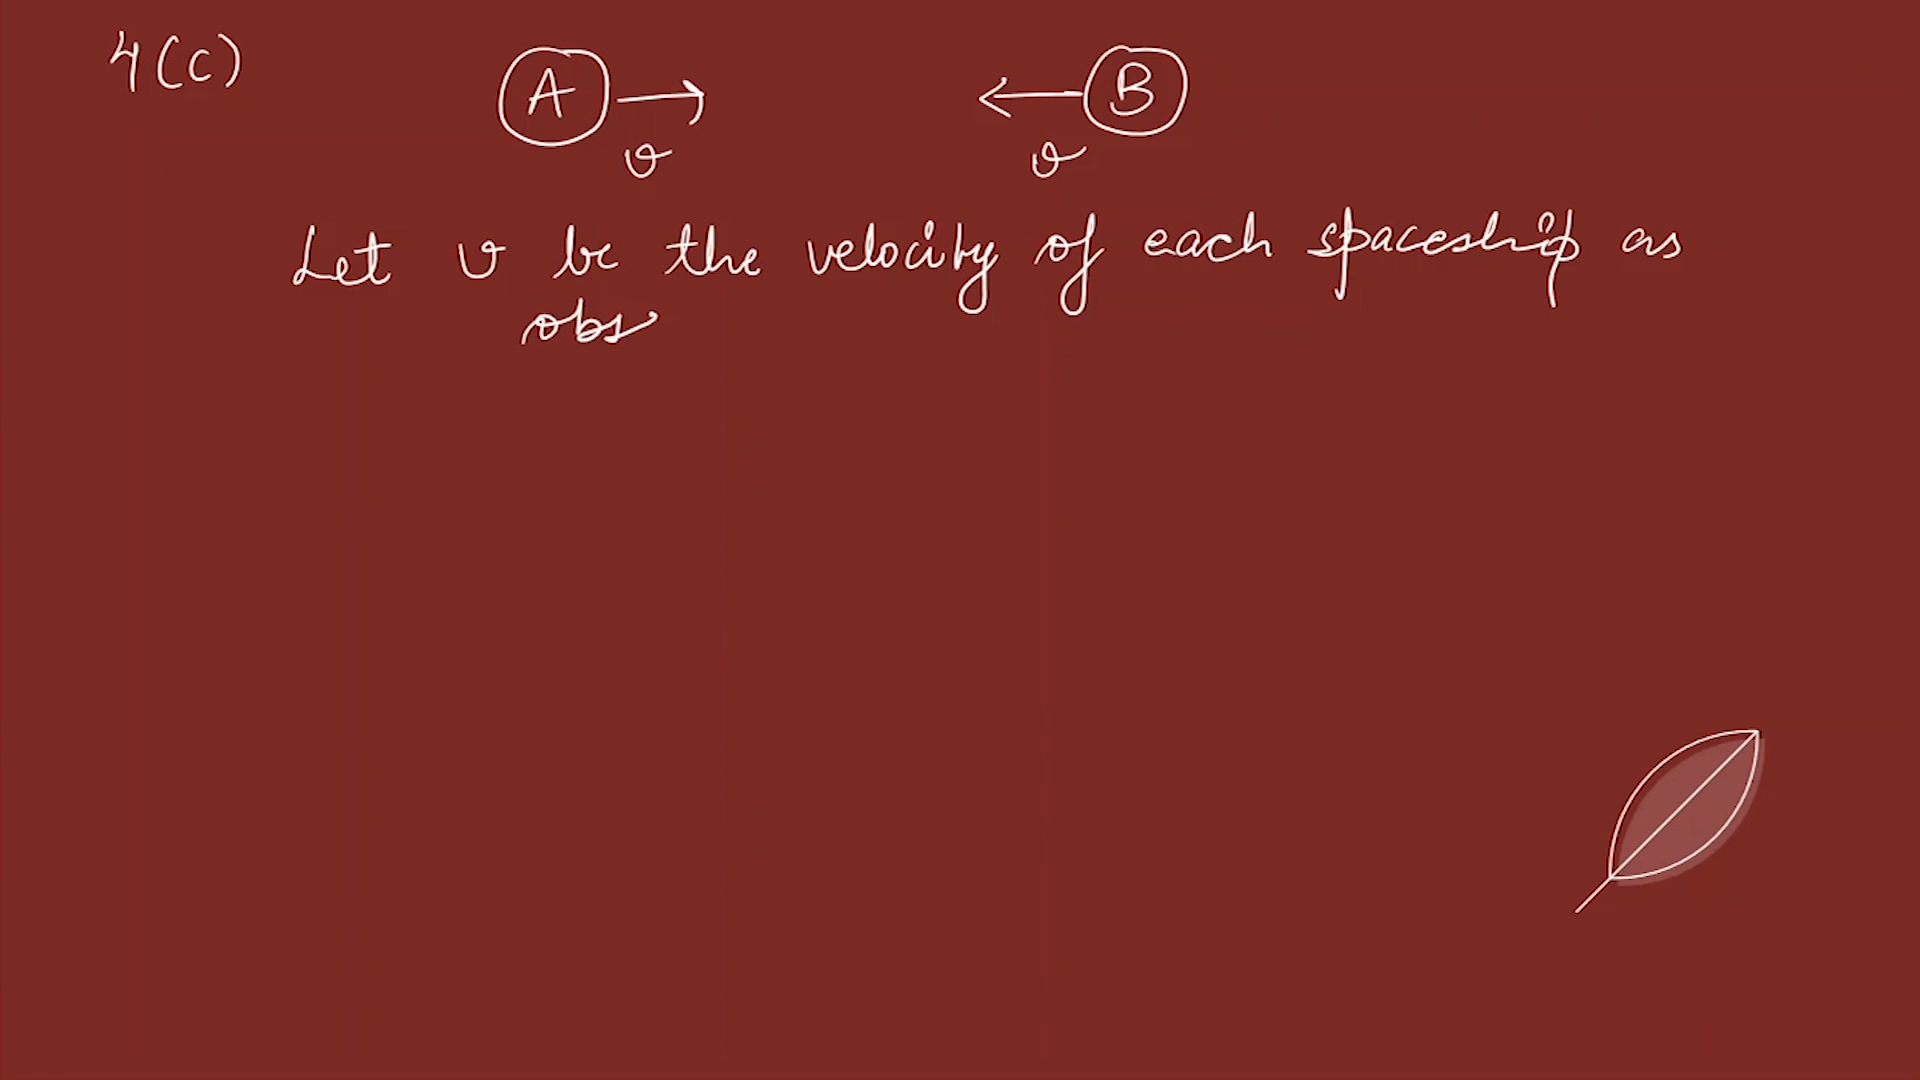 4(c)
A B
v v
Let v be the velocity of each spaceship as
obs